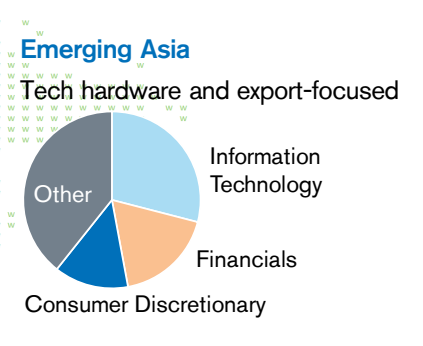 Emerging Asia
Tech hardware and export-focused
Information
Technology
Other
Financials
Consumer Discretionary